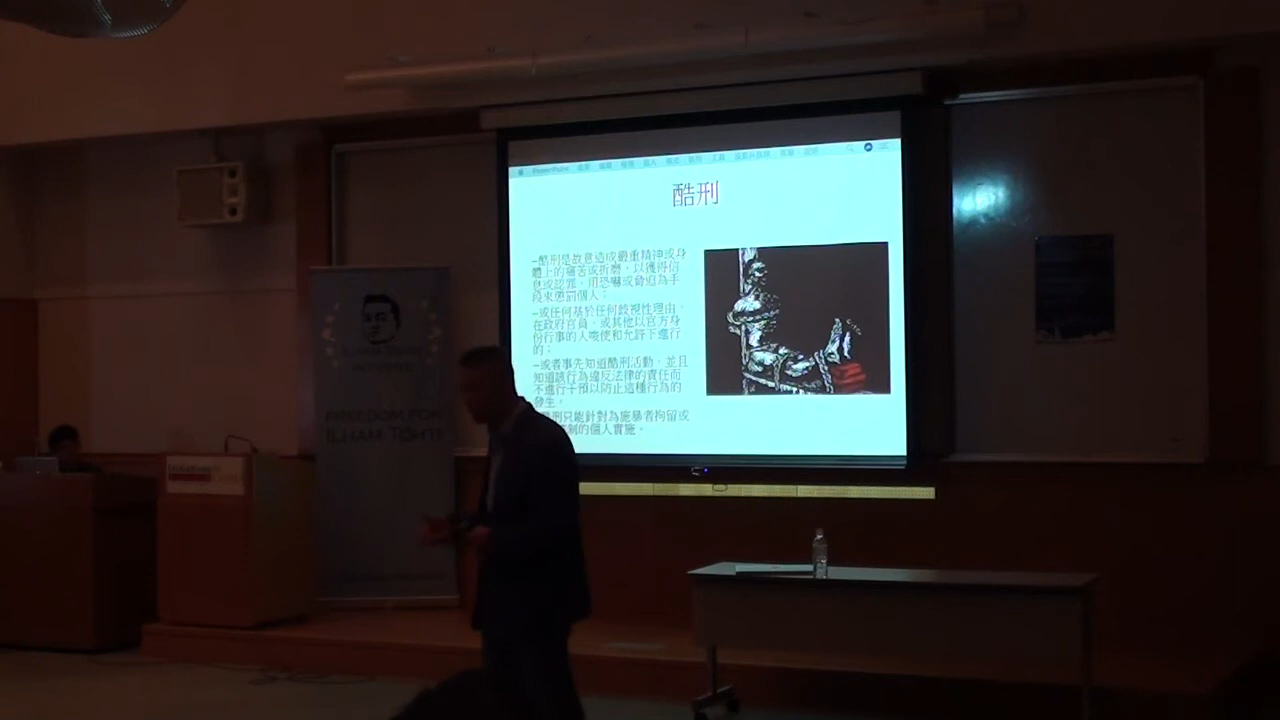 PowerPoint
酷刑
–酷刑是故意造成嚴重精神或身
體上的痛苦或折磨，以獲得信
息或認罪，用恐嚇或脅迫為手
段來懲罰個人；
–或任何基於任何歧視性理由，
在政府官員，或其他以官方身
份行事的人唆使和允許下進行
的；
–或者事先知道酷刑活動，並且
知道該行為違反法律的責任而
不進行干預以防止這種行為的
發生。
刑只能針對為施暴者拘留或
制的個人實施。
ILHAM TOHTI
INITIATIVE
FREEDOM FOR
ILHAM TOHTI